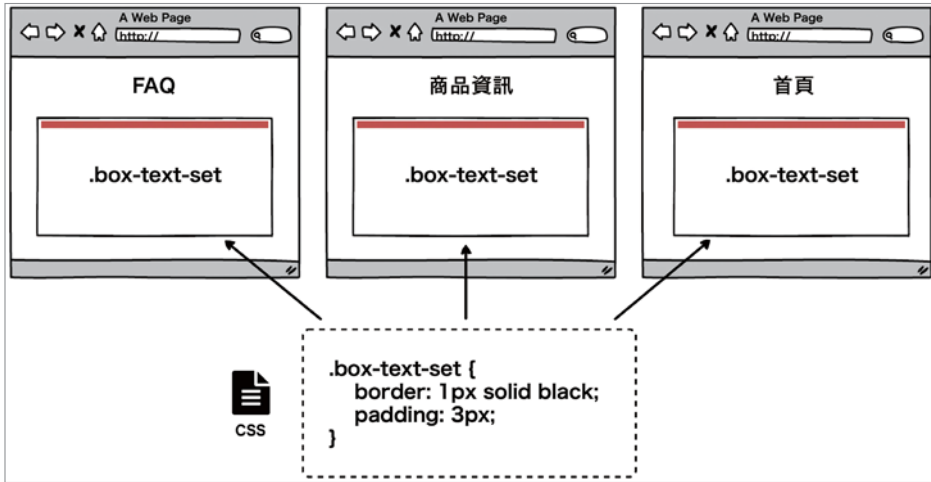 A Web Page
http://
FAQ
.box-text-set
A Web Page
http://
商品資訊
.box-text-set
A Web Page
http://
首頁
.box-text-set
CSS
.box-text-set {
border: 1px solid black;
padding: 3px;
}